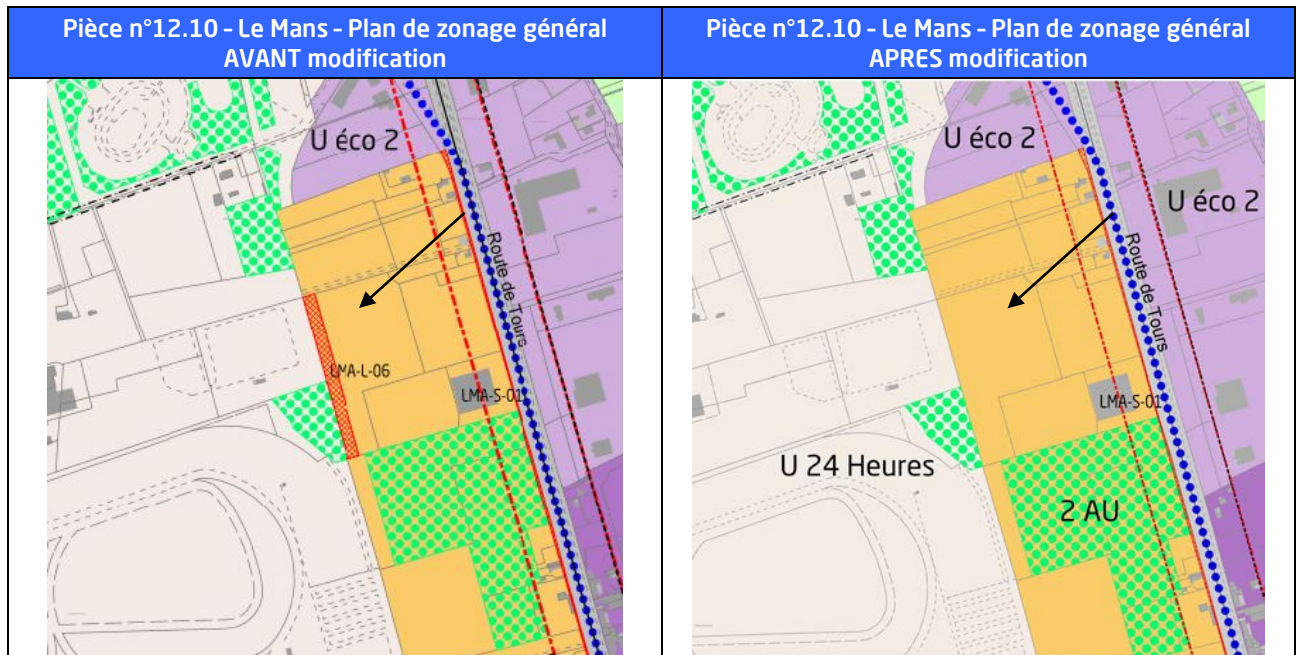 Pièce n°12.10 – Le Mans – Plan de zonage général
AVANT modification
Pièce n°12.10 – Le Mans – Plan de zonage général
APRES modification
U éco 2
Route de Tours
LMA-L-06
LMA-S-01
U éco 2
U éco 2
Route de Tours
LMA-S-01
U 24 Heures
2 AU